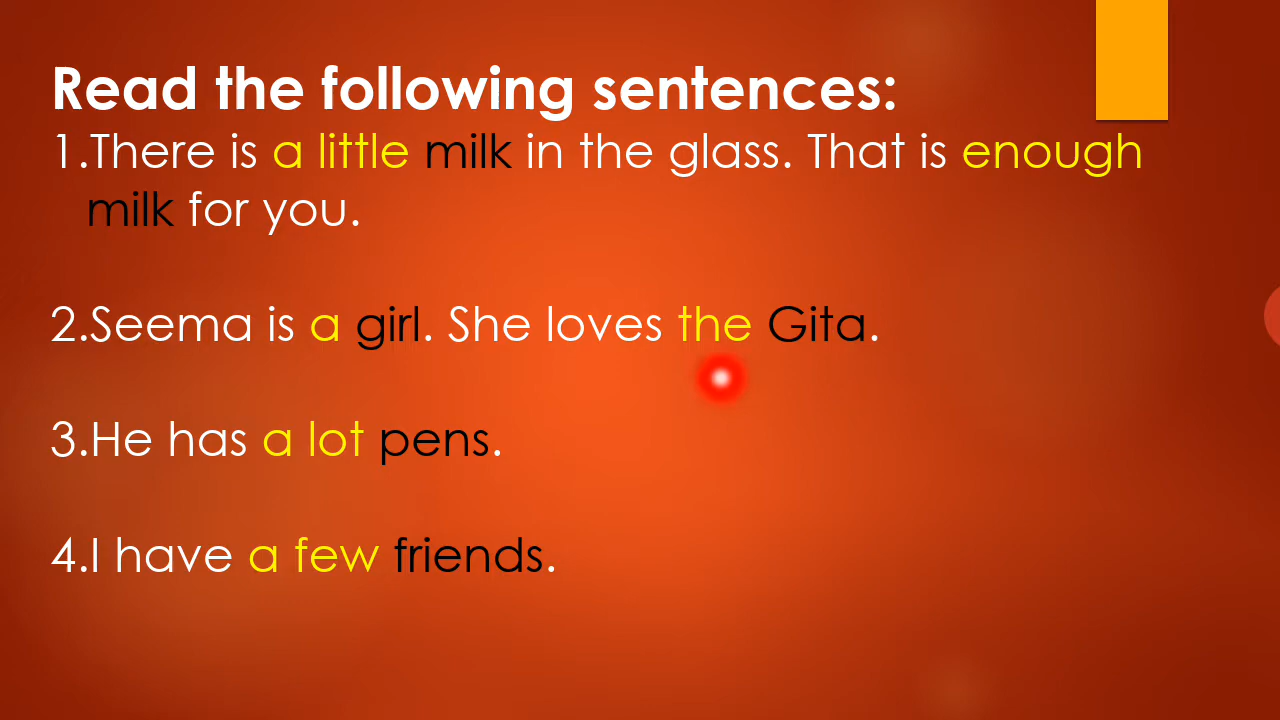 Read the following sentences:
1.There is a little milk in the glass. That is enough
milk for you.
2.Seema is a girl. She loves the Gita.
3.He has a lot pens.
4.I have a few friends.